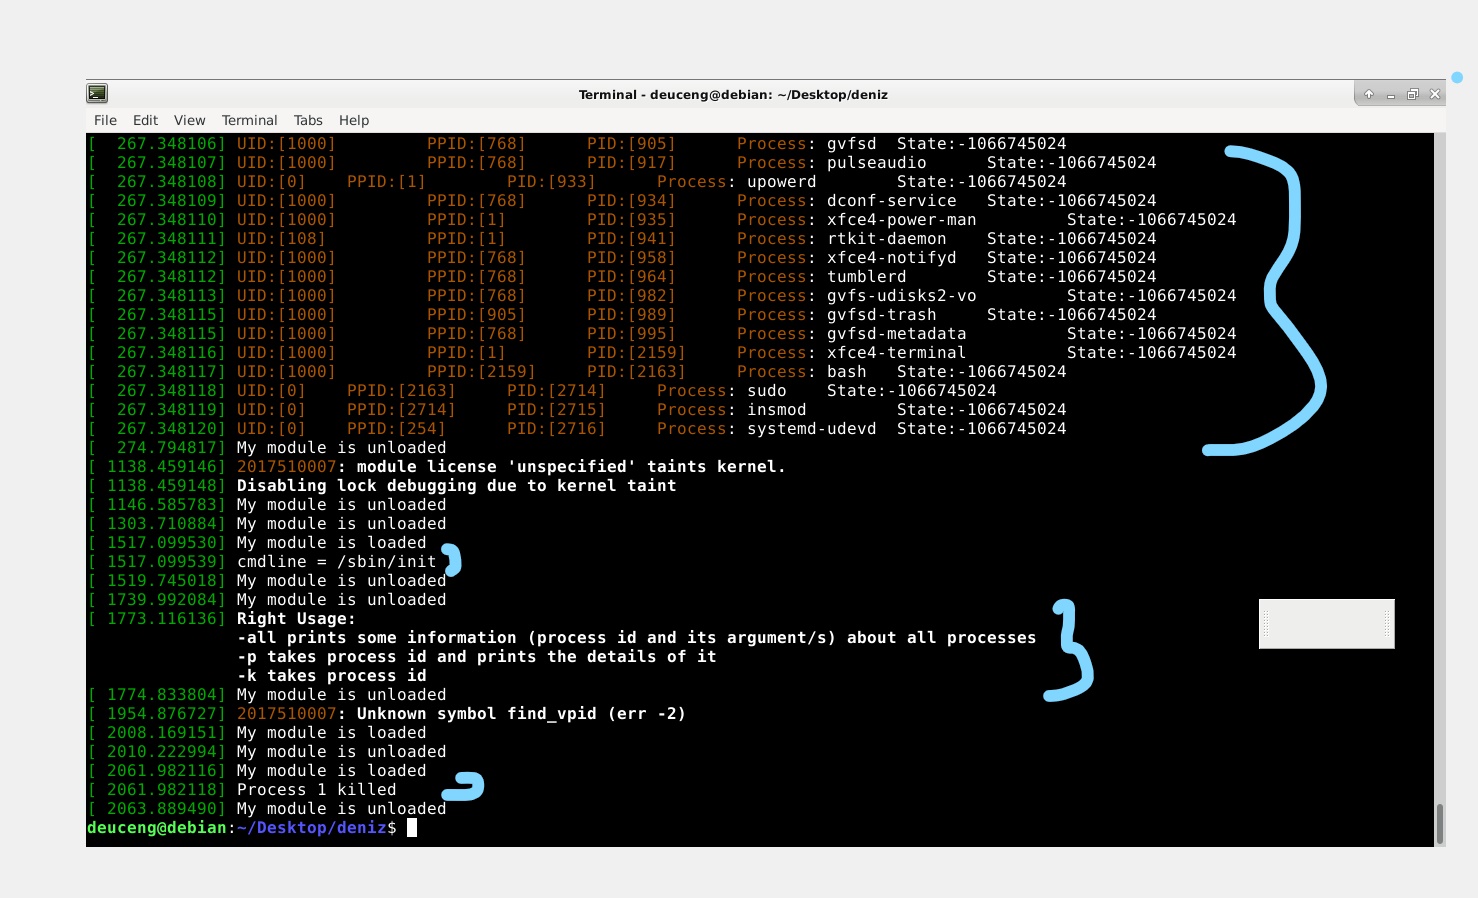 Terminal - deuceng@debian: ~/Desktop/deniz
File Edit View Terminal Tabs Help
[  267.348106] UID:[1000] PPID:[768] PID:[905] Process: gvfsd State:-1066745024
[  267.348107] UID:[1000] PPID:[768] PID:[917] Process: pulseaudio State:-1066745024
[  267.348108] UID:[0] PPID:[1] PID:[933] Process: upowerd State:-1066745024
[  267.348109] UID:[1000] PPID:[768] PID:[934] Process: dconf-service State:-1066745024
[  267.348110] UID:[1000] PPID:[1] PID:[935] Process: xfce4-power-man State:-1066745024
[  267.348111] UID:[108] PPID:[1] PID:[941] Process: rtkit-daemon State:-1066745024
[  267.348112] UID:[1000] PPID:[768] PID:[958] Process: xfce4-notifyd State:-1066745024
[  267.348112] UID:[1000] PPID:[768] PID:[964] Process: tumblerd State:-1066745024
[  267.348113] UID:[1000] PPID:[768] PID:[982] Process: gvfs-udisks2-vo State:-1066745024
[  267.348115] UID:[1000] PPID:[905] PID:[989] Process: gvfsd-trash State:-1066745024
[  267.348115] UID:[1000] PPID:[768] PID:[995] Process: gvfsd-metadata State:-1066745024
[  267.348116] UID:[1000] PPID:[1] PID:[2159] Process: xfce4-terminal State:-1066745024
[  267.348117] UID:[1000] PPID:[2159] PID:[2163] Process: bash State:-1066745024
[  267.348118] UID:[0] PPID:[2163] PID:[2714] Process: sudo State:-1066745024
[  267.348119] UID:[0] PPID:[2714] PID:[2715] Process: insmod State:-1066745024
[  267.348120] UID:[0] PPID:[254] PID:[2716] Process: systemd-udevd State:-1066745024
[  274.794817] My module is unloaded
[ 1138.459146] 2017510007: module license 'unspecified' taints kernel.
[ 1138.459148] Disabling lock debugging due to kernel taint
[ 1146.585783] My module is unloaded
[ 1303.710884] My module is unloaded
[ 1517.099530] My module is loaded
[ 1517.099539] cmdline = /sbin/init
[ 1519.745018] My module is unloaded
[ 1739.992084] My module is unloaded
[ 1773.116136] Right Usage:
-all prints some information (process id and its argument/s) about all processes
-p takes process id and prints the details of it
-k takes process id
[ 1774.833804] My module is unloaded
[ 1954.876727] 2017510007: Unknown symbol find_vpid (err -2)
[ 2008.169151] My module is loaded
[ 2010.222994] My module is unloaded
[ 2061.982116] My module is loaded
[ 2061.982118] Process 1 killed
[ 2063.889490] My module is unloaded
deuceng@debian:~/Desktop/deniz$